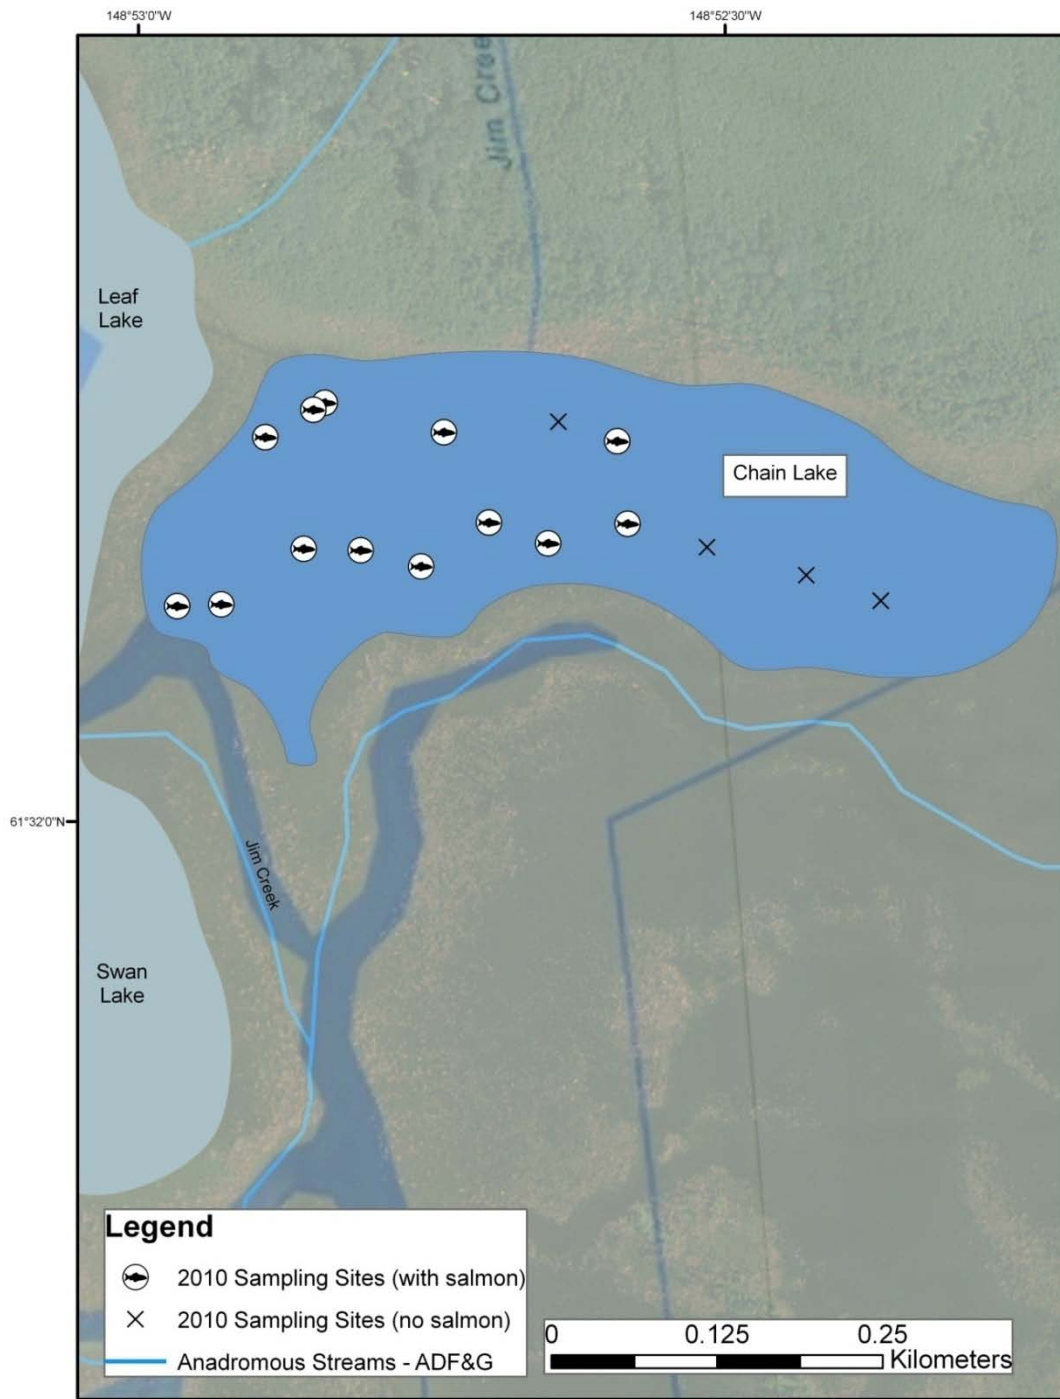 148°53'0"W
148°52'30"W
Jim Cree
Leaf
Lake
Chain Lake
61°32'0"N
Jim Creek
Swan
Lake
Legend
2010 Sampling Sites (with salmon)
2010 Sampling Sites (no salmon)
Anadromous Streams - ADF&G
0 0.125 0.25
Kilometers